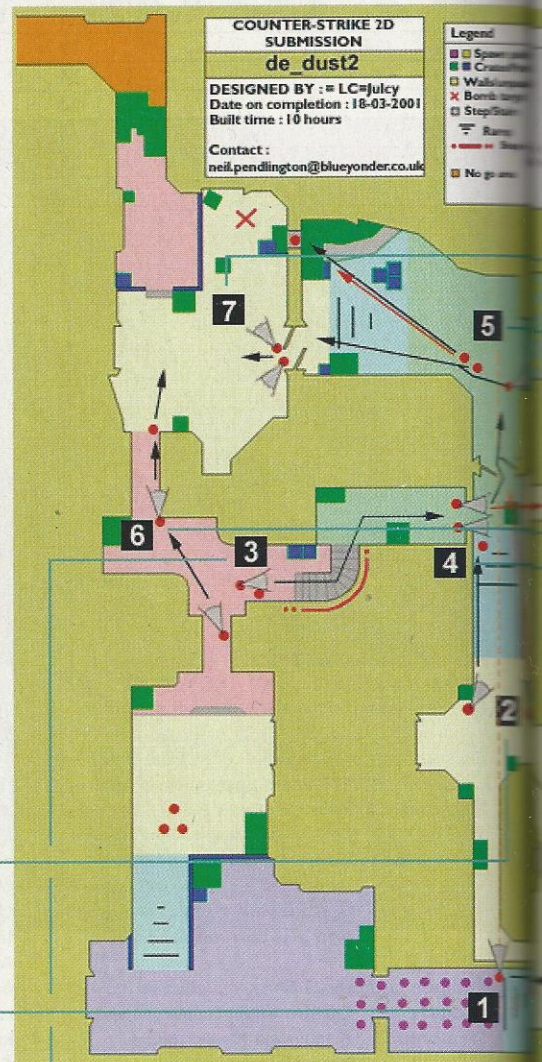 COUNTER-STRIKE 2D
SUBMISSION
de_dust2
DESIGNED BY : = LC=Julcy
Date on completion : 18-03-2001
Built time : 10 hours
Contact :
neil.pendlington@blueyonder.co.uk
Legend
Ramp
No go area
7
5
6
3
4
2
1